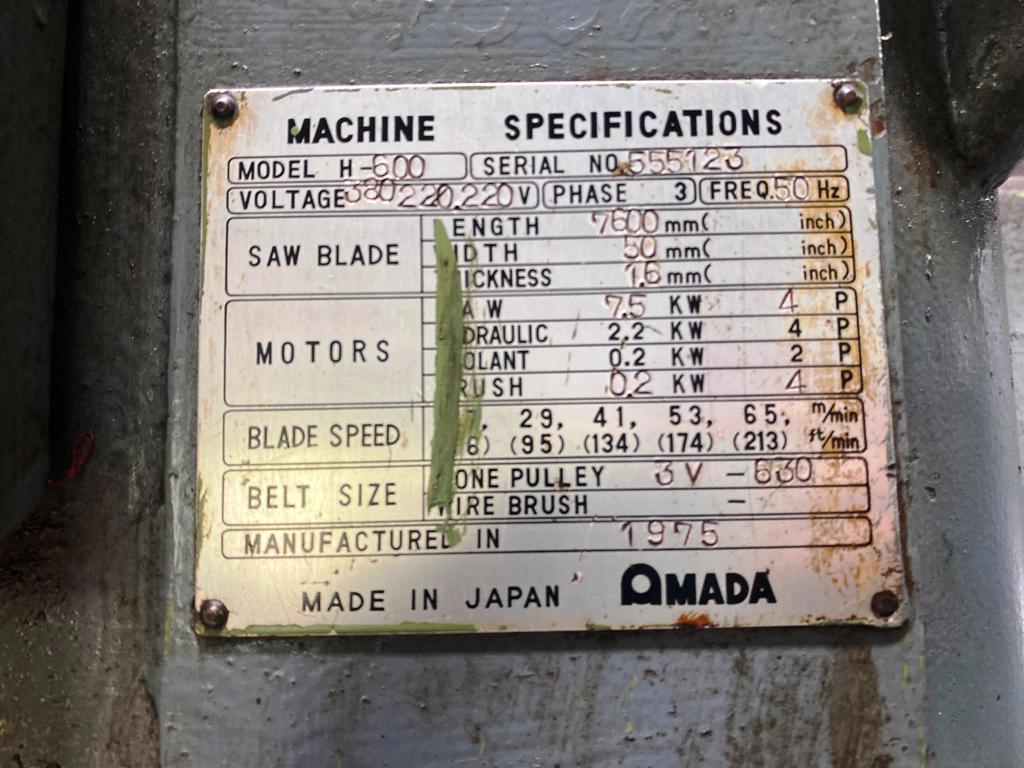 MACHINE SPECIFICATIONS
MODEL H-600 SERIAL NO. 555123
VOLTAGE 380 220.220 V PHASE 3 FREQ. 50 Hz
SAW BLADE
ENGTH 7600 mm( inch)
IDTH 50 mm( inch)
ICKNESS 1.6 mm( inch)
MOTORS
AW 7.5 KW 4 P
DRAULIC 2.2 KW 4 P
OLANT 0.2 KW 2 P
RUSH 0.2 KW 4 P
BLADE SPEED
, 29, 41, 53, 65, m/min
6) (95) (134) (174) (213) ft/min
BELT SIZE
ONE PULLEY 3V -630
IRE BRUSH -
MANUFACTURED IN 1975
MADE IN JAPAN AMADA